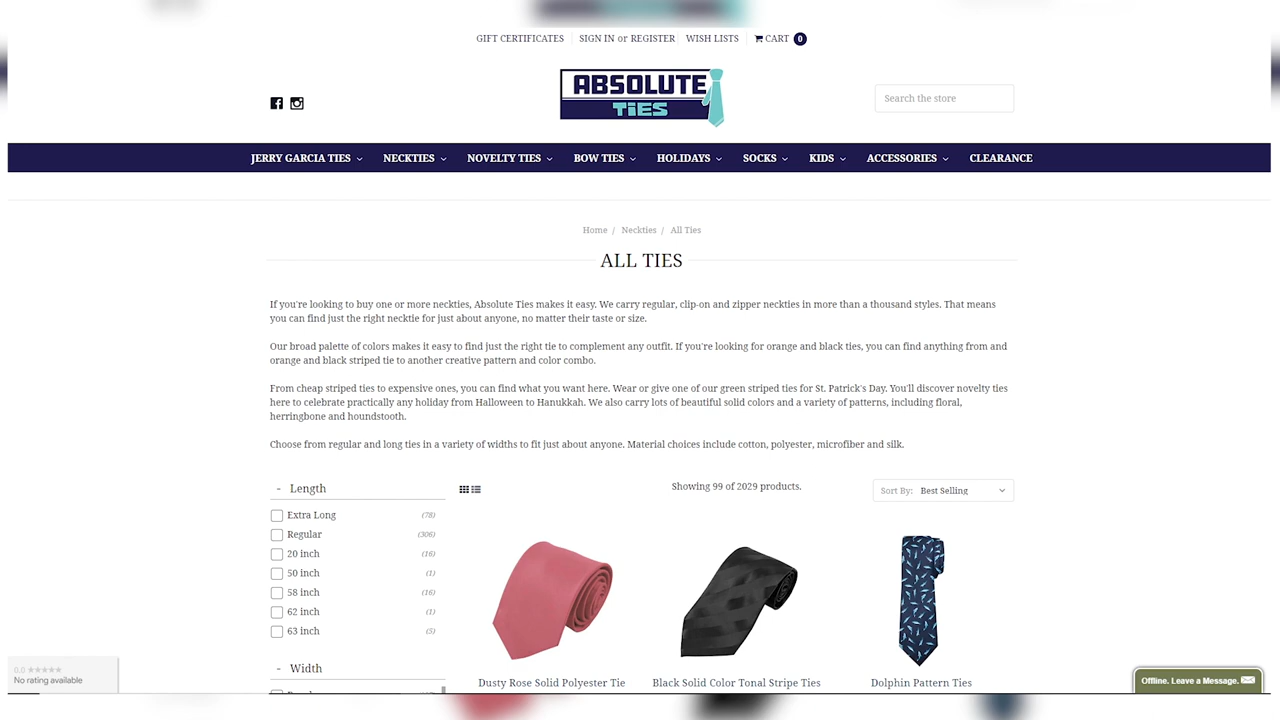 GIFT CERTIFICATES SIGN IN or REGISTER WISH LISTS CART 0
ABSOLUTE
TIES
Search the store
JERRY GARCIA TIES NECKTIES NOVELTY TIES BOW TIES HOLIDAYS SOCKS KIDS ACCESSORIES CLEARANCE
Home / Neckties / All Ties
ALL TIES
If you're looking to buy one or more neckties, Absolute Ties makes it easy. We carry regular, clip-on and zipper neckties in more than a thousand styles. That means
you can find just the right necktie for just about anyone, no matter their taste or size.
Our broad palette of colors makes it easy to find just the right tie to complement any outfit. If you're looking for orange and black ties, you can find anything from and
orange and black striped tie to another creative pattern and color combo.
From cheap striped ties to expensive ones, you can find what you want here. Wear or give one of our green striped ties for St. Patrick's Day. You'll discover novelty ties
here to celebrate practically any holiday from Halloween to Hanukkah. We also carry lots of beautiful solid colors and a variety of patterns, including floral,
herringbone and houndstooth.
Choose from regular and long ties in a variety of widths to fit just about anyone. Material choices include cotton, polyester, microfiber and silk.
- Length
Extra Long (78)
Regular (306)
20 inch (16)
50 inch (1)
58 inch (16)
62 inch (1)
63 inch (5)
- Width
Showing 99 of 2029 products.
Sort By: Best Selling
Dusty Rose Solid Polyester Tie
Black Solid Color Tonal Stripe Ties
Dolphin Pattern Ties
0.0
No rating available
Offline. Leave a Message.